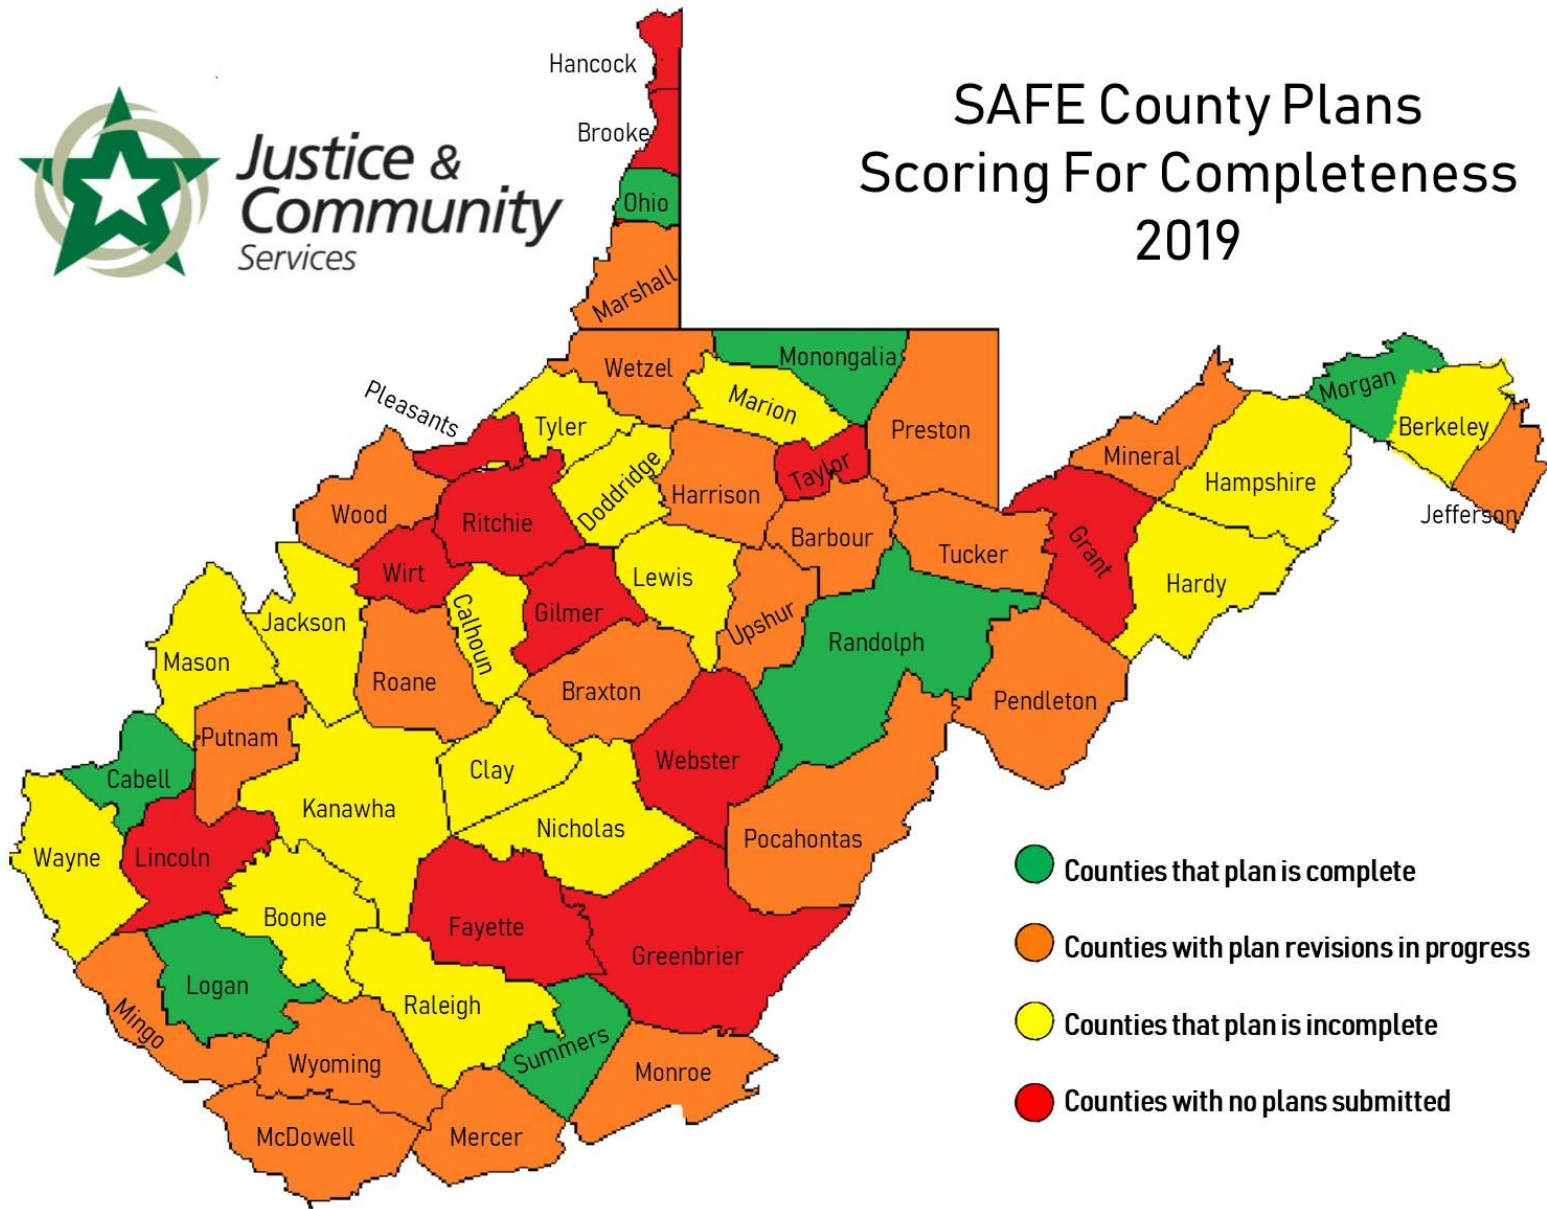 Hancock
Brooke
Ohio
Marshall
Justice &
Community
Services
SAFE County Plans
Scoring For Completeness
2019
Wetzel
Monongalia
Marion
Preston
Pleasants
Tyler
Doddridge
Harrison
Taylor
Morgan
Berkeley
Jefferson
Mineral
Hampshire
Hardy
Grant
Wood
Ritchie
Wirt
Barbour
Tucker
Lewis
Gilmer
Calhoun
Upshur
Randolph
Jackson
Mason
Roane
Braxton
Pendleton
Putnam
Cabell
Clay
Webster
Kanawha
Nicholas
Pocahontas
Wayne
Lincoln
Boone
Fayette
Greenbrier
Logan
Raleigh
Mingo
Wyoming
Summers
Monroe
McDowell
Mercer
Counties that plan is complete
Counties with plan revisions in progress
Counties that plan is incomplete
Counties with no plans submitted